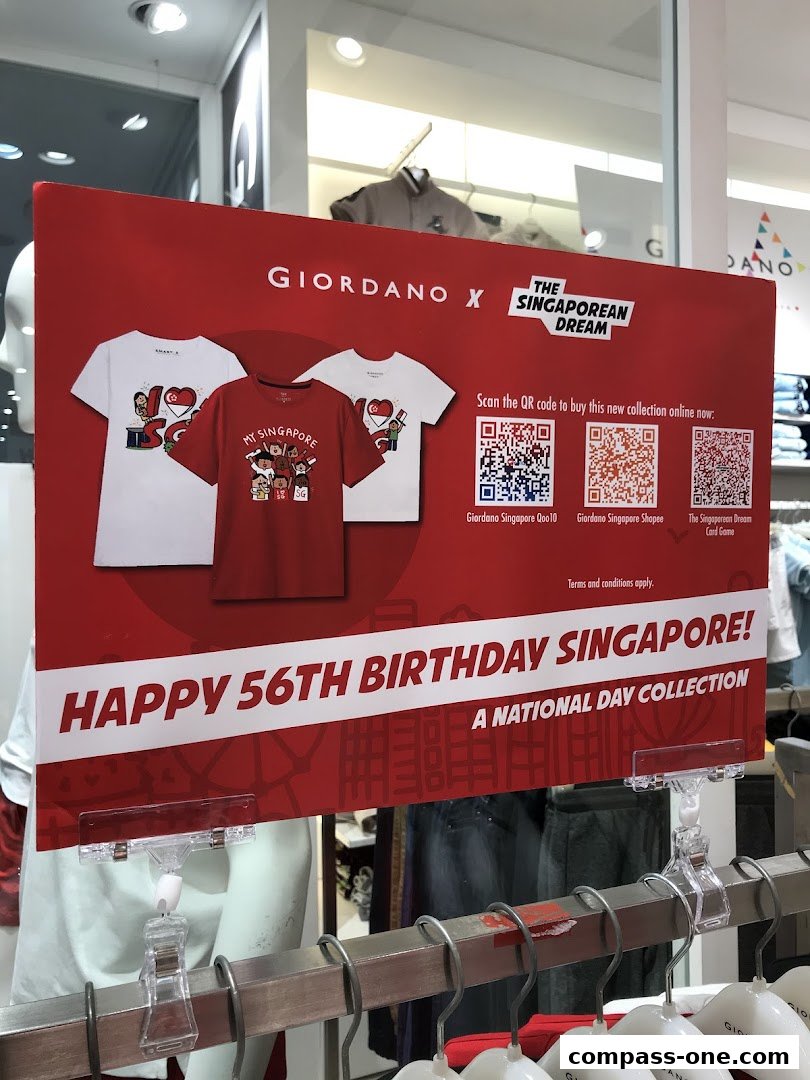 GIORDANO X THE SINGAPOREAN DREAM
Scan the QR code to buy this new collection online now:
I
SG
MY SINGAPORE
SG
Giordano Singapore Qoo10
Giordano Singapore Shopee
The Singaporean Dream
Card Game
Terms and conditions apply.
HAPPY 56TH BIRTHDAY SINGAPORE!
A NATIONAL DAY COLLECTION
compass-one.com